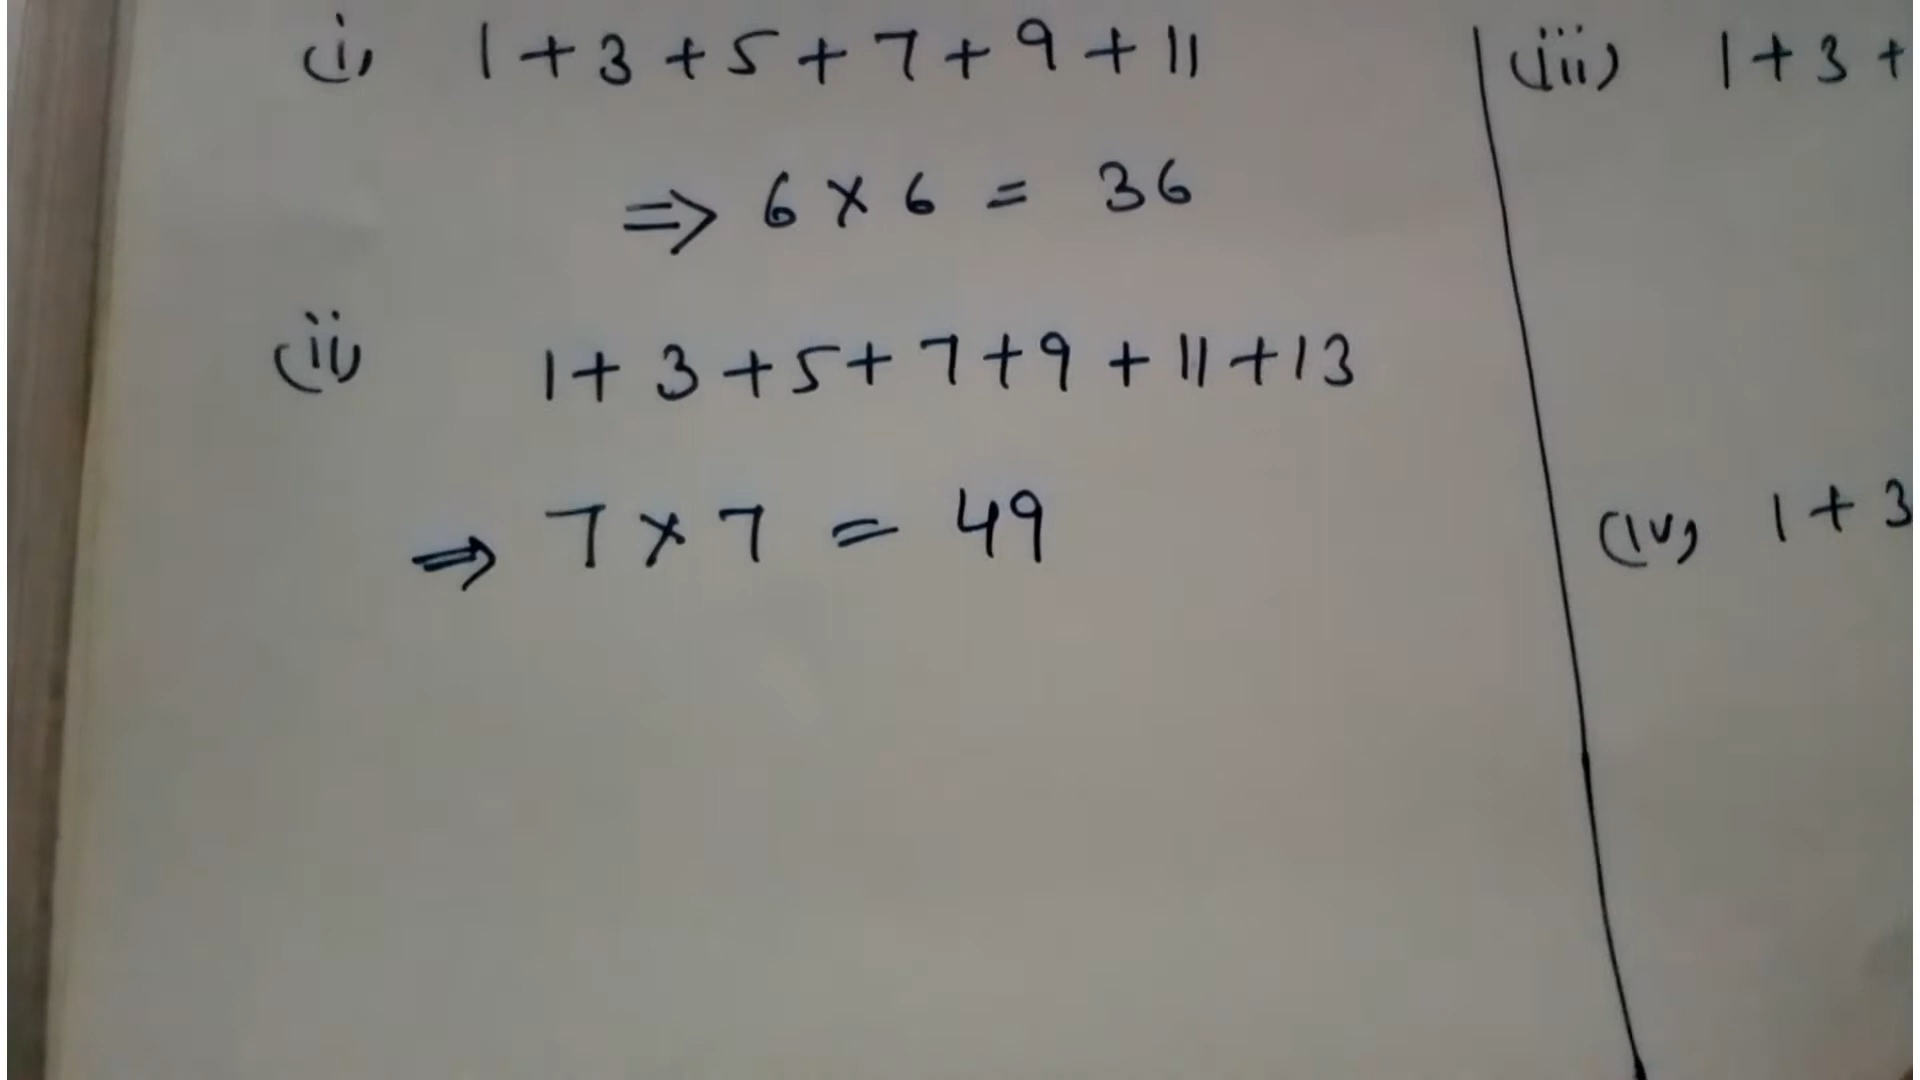 (i) 1 + 3 + 5 + 7 + 9 + 11
⇒ 6 × 6 = 36
(ii) 1 + 3 + 5 + 7 + 9 + 11 + 13
⇒ 7 × 7 = 49
(iii) 1 + 3 +
(iv) 1 + 3